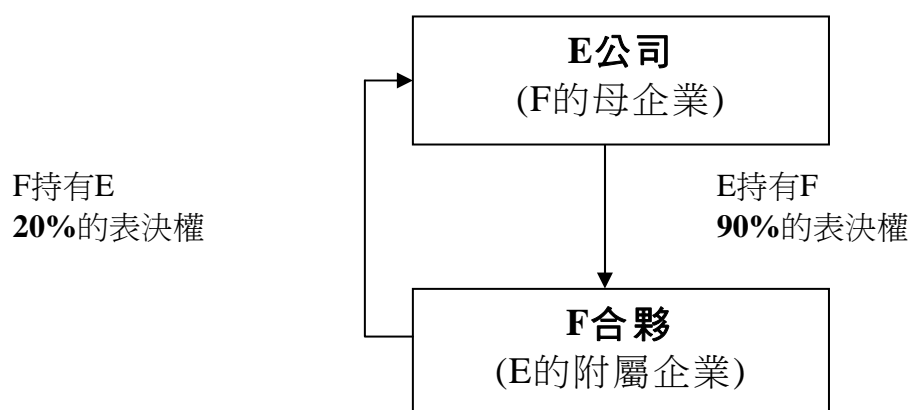 E公司
(F的母企業)
F持有E
20%的表決權
E持有F
90%的表決權
F合夥
(E的附屬企業)